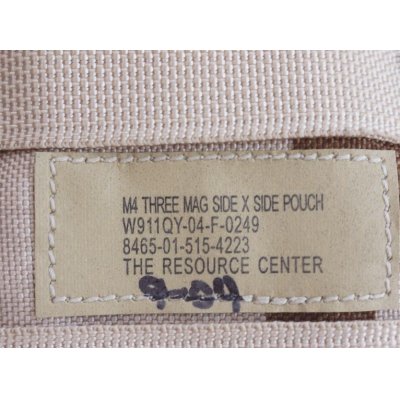 M4 THREE MAG SIDE X SIDE POUCH
W911QY-04-F-0249
8465-01-515-4223
THE RESOURCE CENTER
9-04